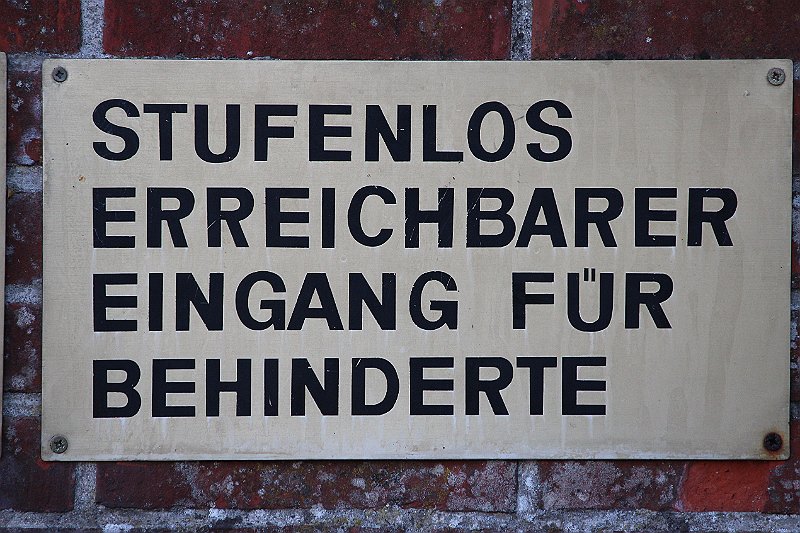 STUFENLOS
ERREICHBARER
EINGANG FÜR
BEHINDERTE